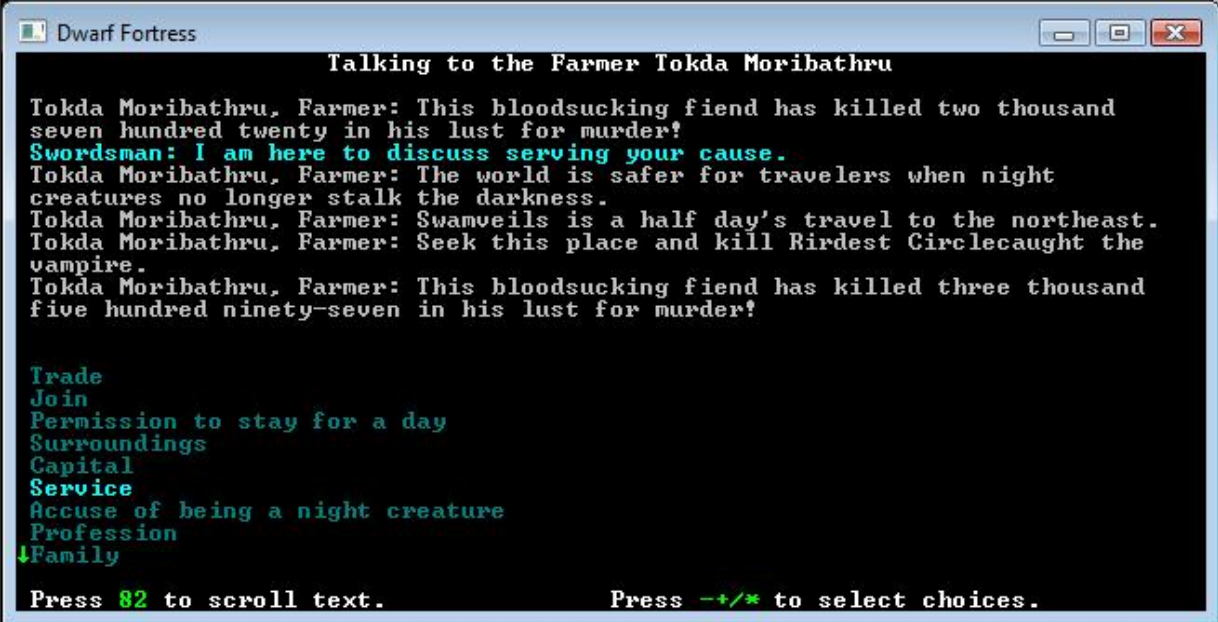 Dwarf Fortress
Talking to the Farmer Tokda Moribathru
Tokda Moribathru, Farmer: This bloodsucking fiend has killed two thousand
seven hundred twenty in his lust for murder!
Swordsman: I am here to discuss serving your cause.
Tokda Moribathru, Farmer: The world is safer for travelers when night
creatures no longer stalk the darkness.
Tokda Moribathru, Farmer: Swamveils is a half day's travel to the northeast.
Tokda Moribathru, Farmer: Seek this place and kill Rirdest Circlecaught the
vampire.
Tokda Moribathru, Farmer: This bloodsucking fiend has killed three thousand
five hundred ninety-seven in his lust for murder!
Trade
Join
Permission to stay for a day
Surroundings
Capital
Service
Accuse of being a night creature
Profession
↓Family
Press 82 to scroll text. Press -+/* to select choices.